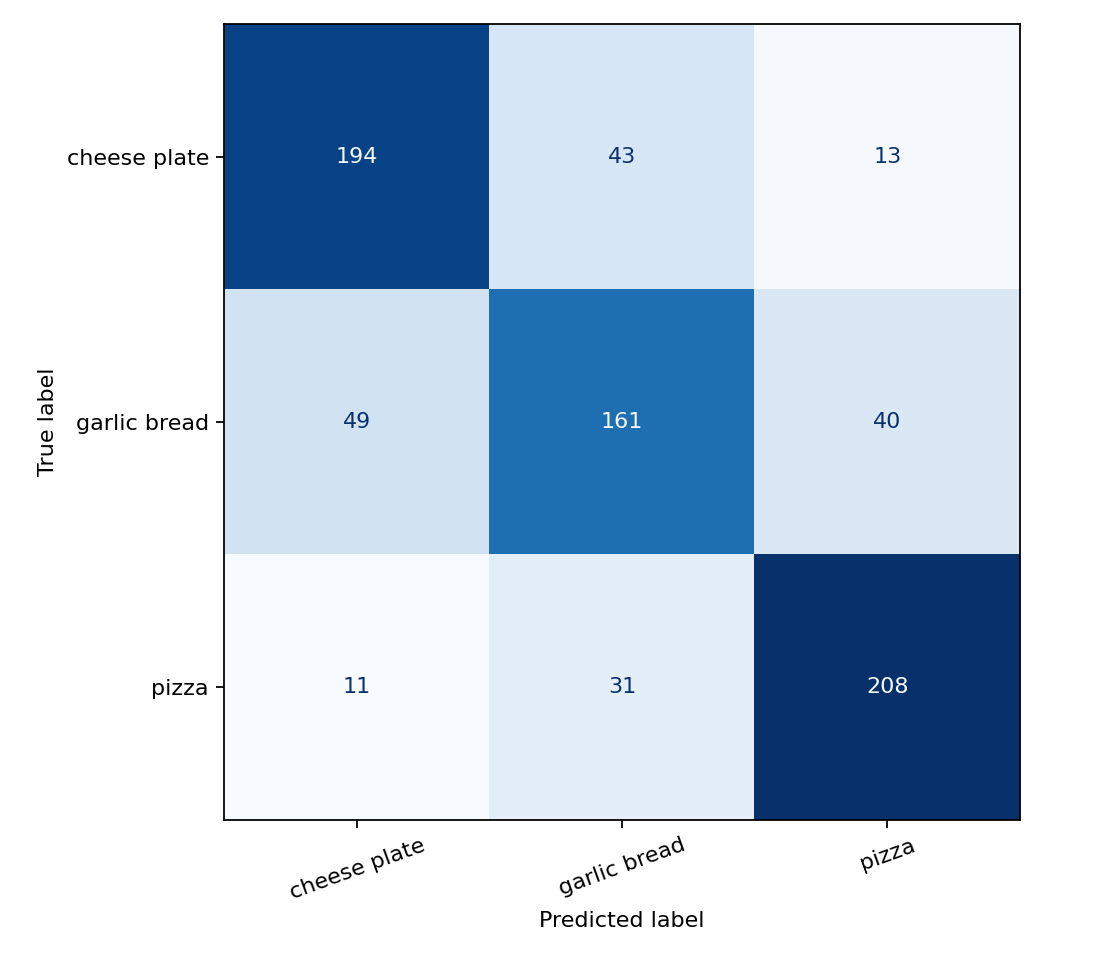 cheese plate 194 43 13
garlic bread 49 161 40
pizza 11 31 208
cheese plate garlic bread pizza
Predicted label
True label